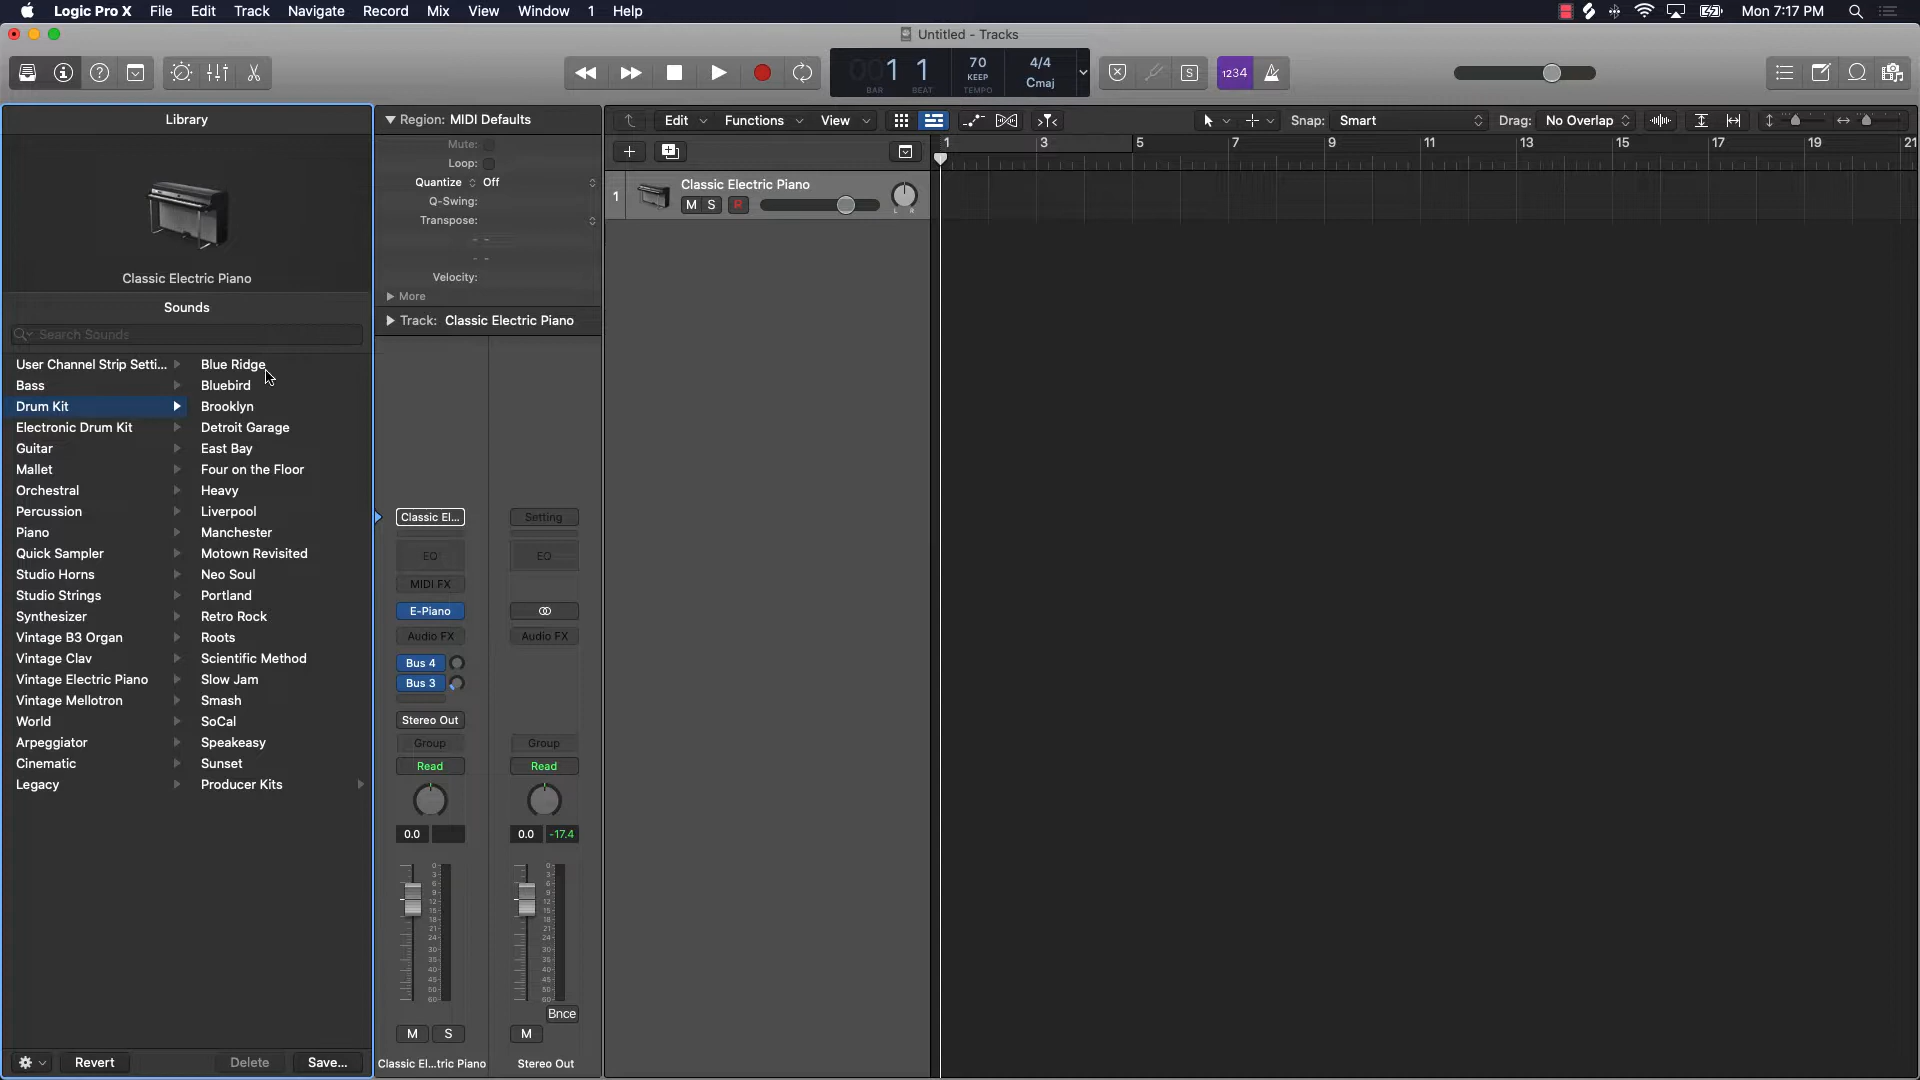 Logic Pro X File Edit Track Navigate Record Mix View Window 1 Help
Mon 7:17 PM
Untitled - Tracks
001 1
BAR BEAT
70
KEEP
TEMPO
4/4
Cmaj
S
1234
Library
Classic Electric Piano
Sounds
Search Sounds
User Channel Strip Setti...
Bass
Drum Kit
Electronic Drum Kit
Guitar
Mallet
Orchestral
Percussion
Piano
Quick Sampler
Studio Horns
Studio Strings
Synthesizer
Vintage B3 Organ
Vintage Clav
Vintage Electric Piano
Vintage Mellotron
World
Arpeggiator
Cinematic
Legacy
Blue Ridge
Bluebird
Brooklyn
Detroit Garage
East Bay
Four on the Floor
Heavy
Liverpool
Manchester
Motown Revisited
Neo Soul
Portland
Retro Rock
Roots
Scientific Method
Slow Jam
Smash
SoCal
Speakeasy
Sunset
Producer Kits
Revert Delete Save...
Region: MIDI Defaults
Mute:
Loop:
Quantize Off
Q-Swing:
Transpose:
Velocity:
More
Track: Classic Electric Piano
Classic El... Setting
EQ EQ
MIDI FX
E-Piano
Audio FX Audio FX
Bus 4
Bus 3
Stereo Out
Group Group
Read Read
0.0 0.0 -17.4
Bnce
M S M
Classic El...tric Piano Stereo Out
Edit Functions View
Snap: Smart Drag: No Overlap
1 3 5 7 9 11 13 15 17 19 21
1 Classic Electric Piano
M S R
L R